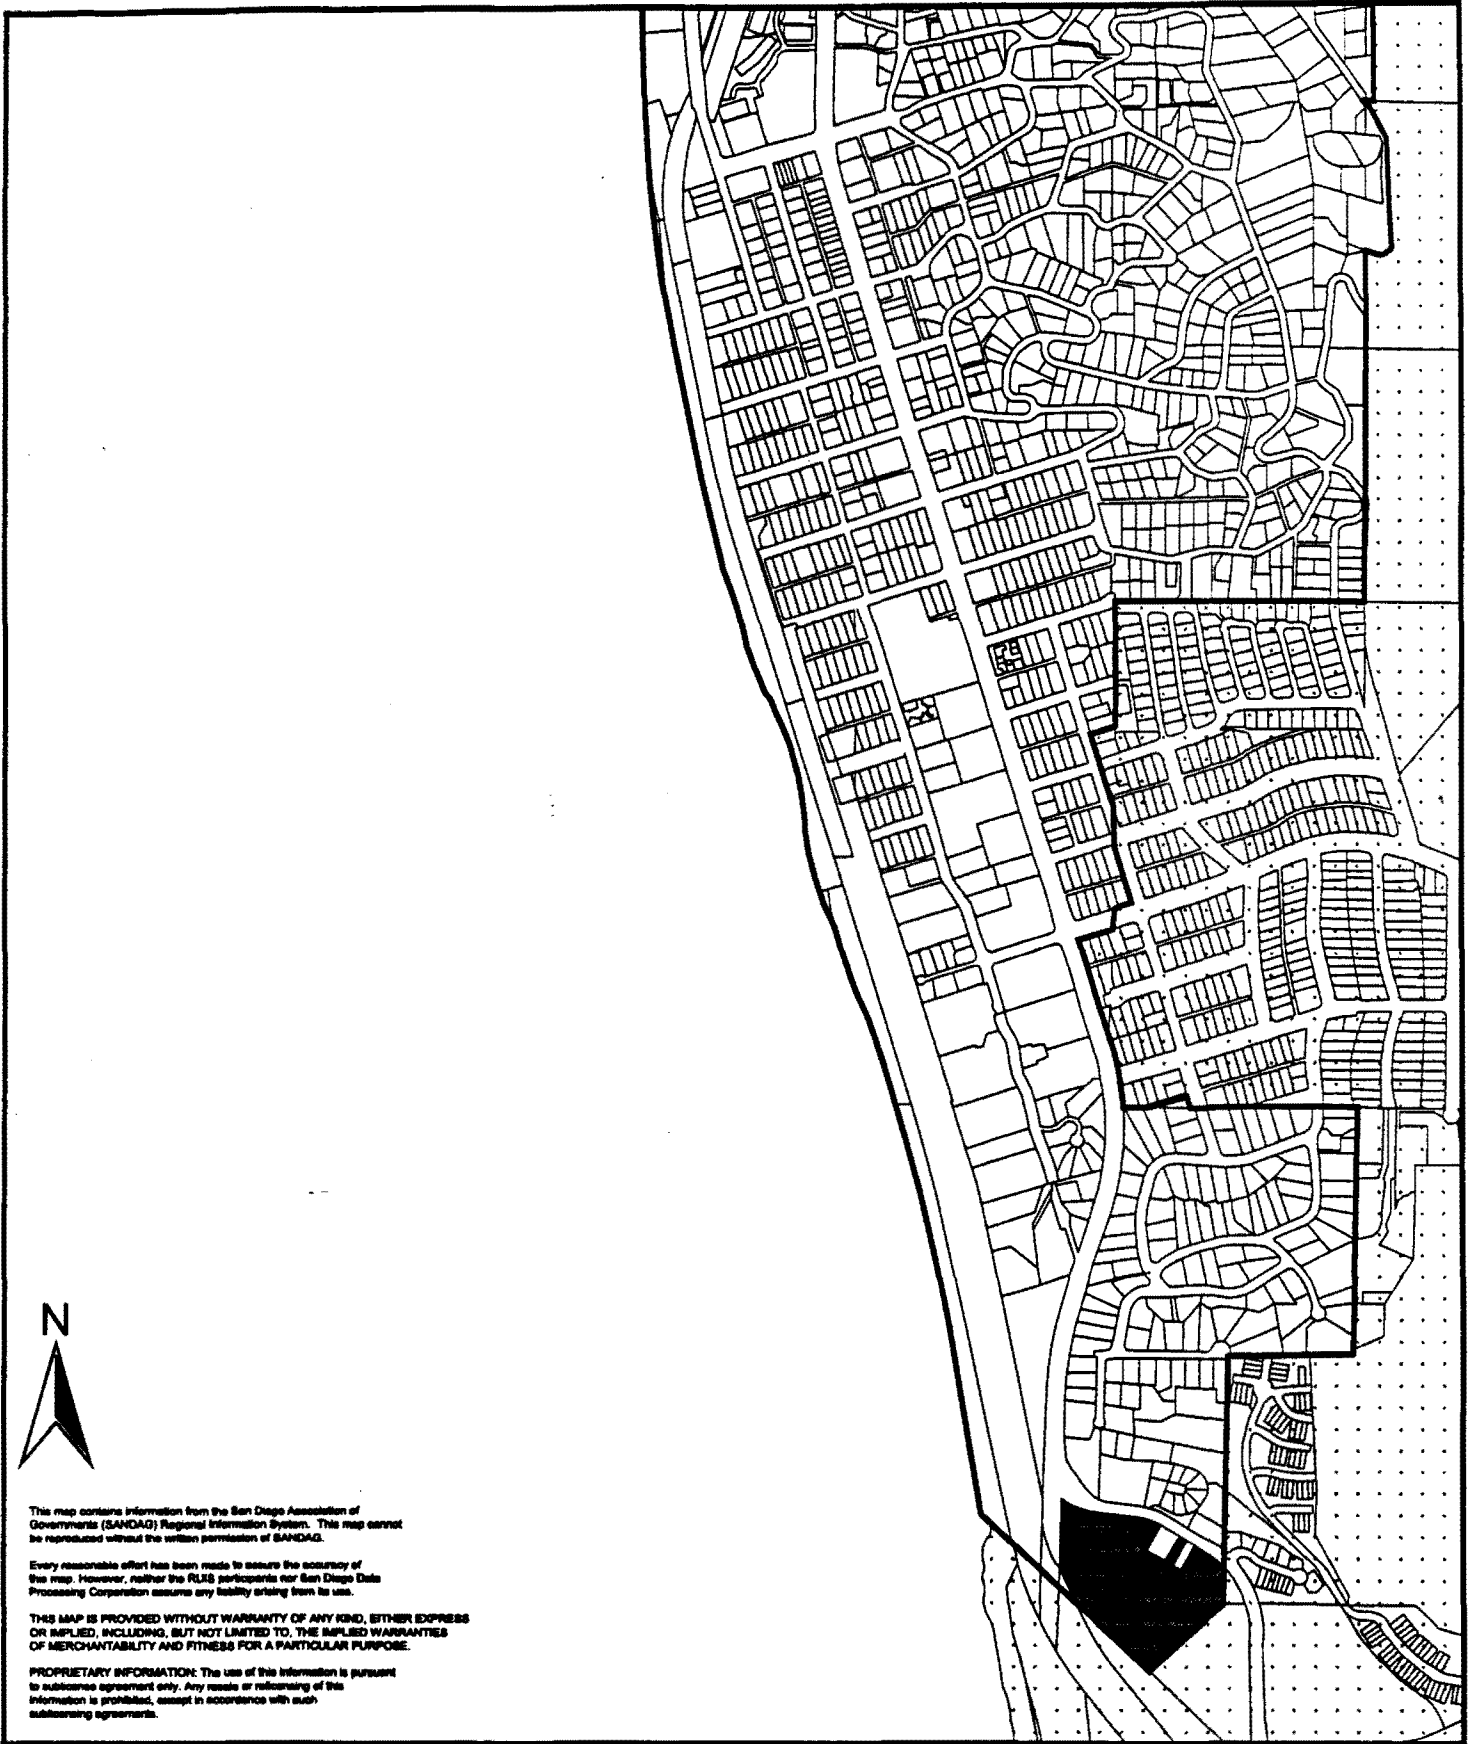 N
This map contains information from the San Diego Association of
Governments (SANDAG) Regional Information System. This map cannot
be reproduced without the written permission of SANDAG.
Every reasonable effort has been made to assure the accuracy of
this map. However, neither the RUIS participants nor San Diego Data
Processing Corporation assume any liability arising from its use.
THIS MAP IS PROVIDED WITHOUT WARRANTY OF ANY KIND, EITHER EXPRESS
OR IMPLIED, INCLUDING, BUT NOT LIMITED TO, THE IMPLIED WARRANTIES
OF MERCHANTABILITY AND FITNESS FOR A PARTICULAR PURPOSE.
PROPRIETARY INFORMATION: The use of this information is pursuant
to sublicense agreement only. Any resale or relicensing of this
information is prohibited, except in accordance with such
sublicensing agreements.